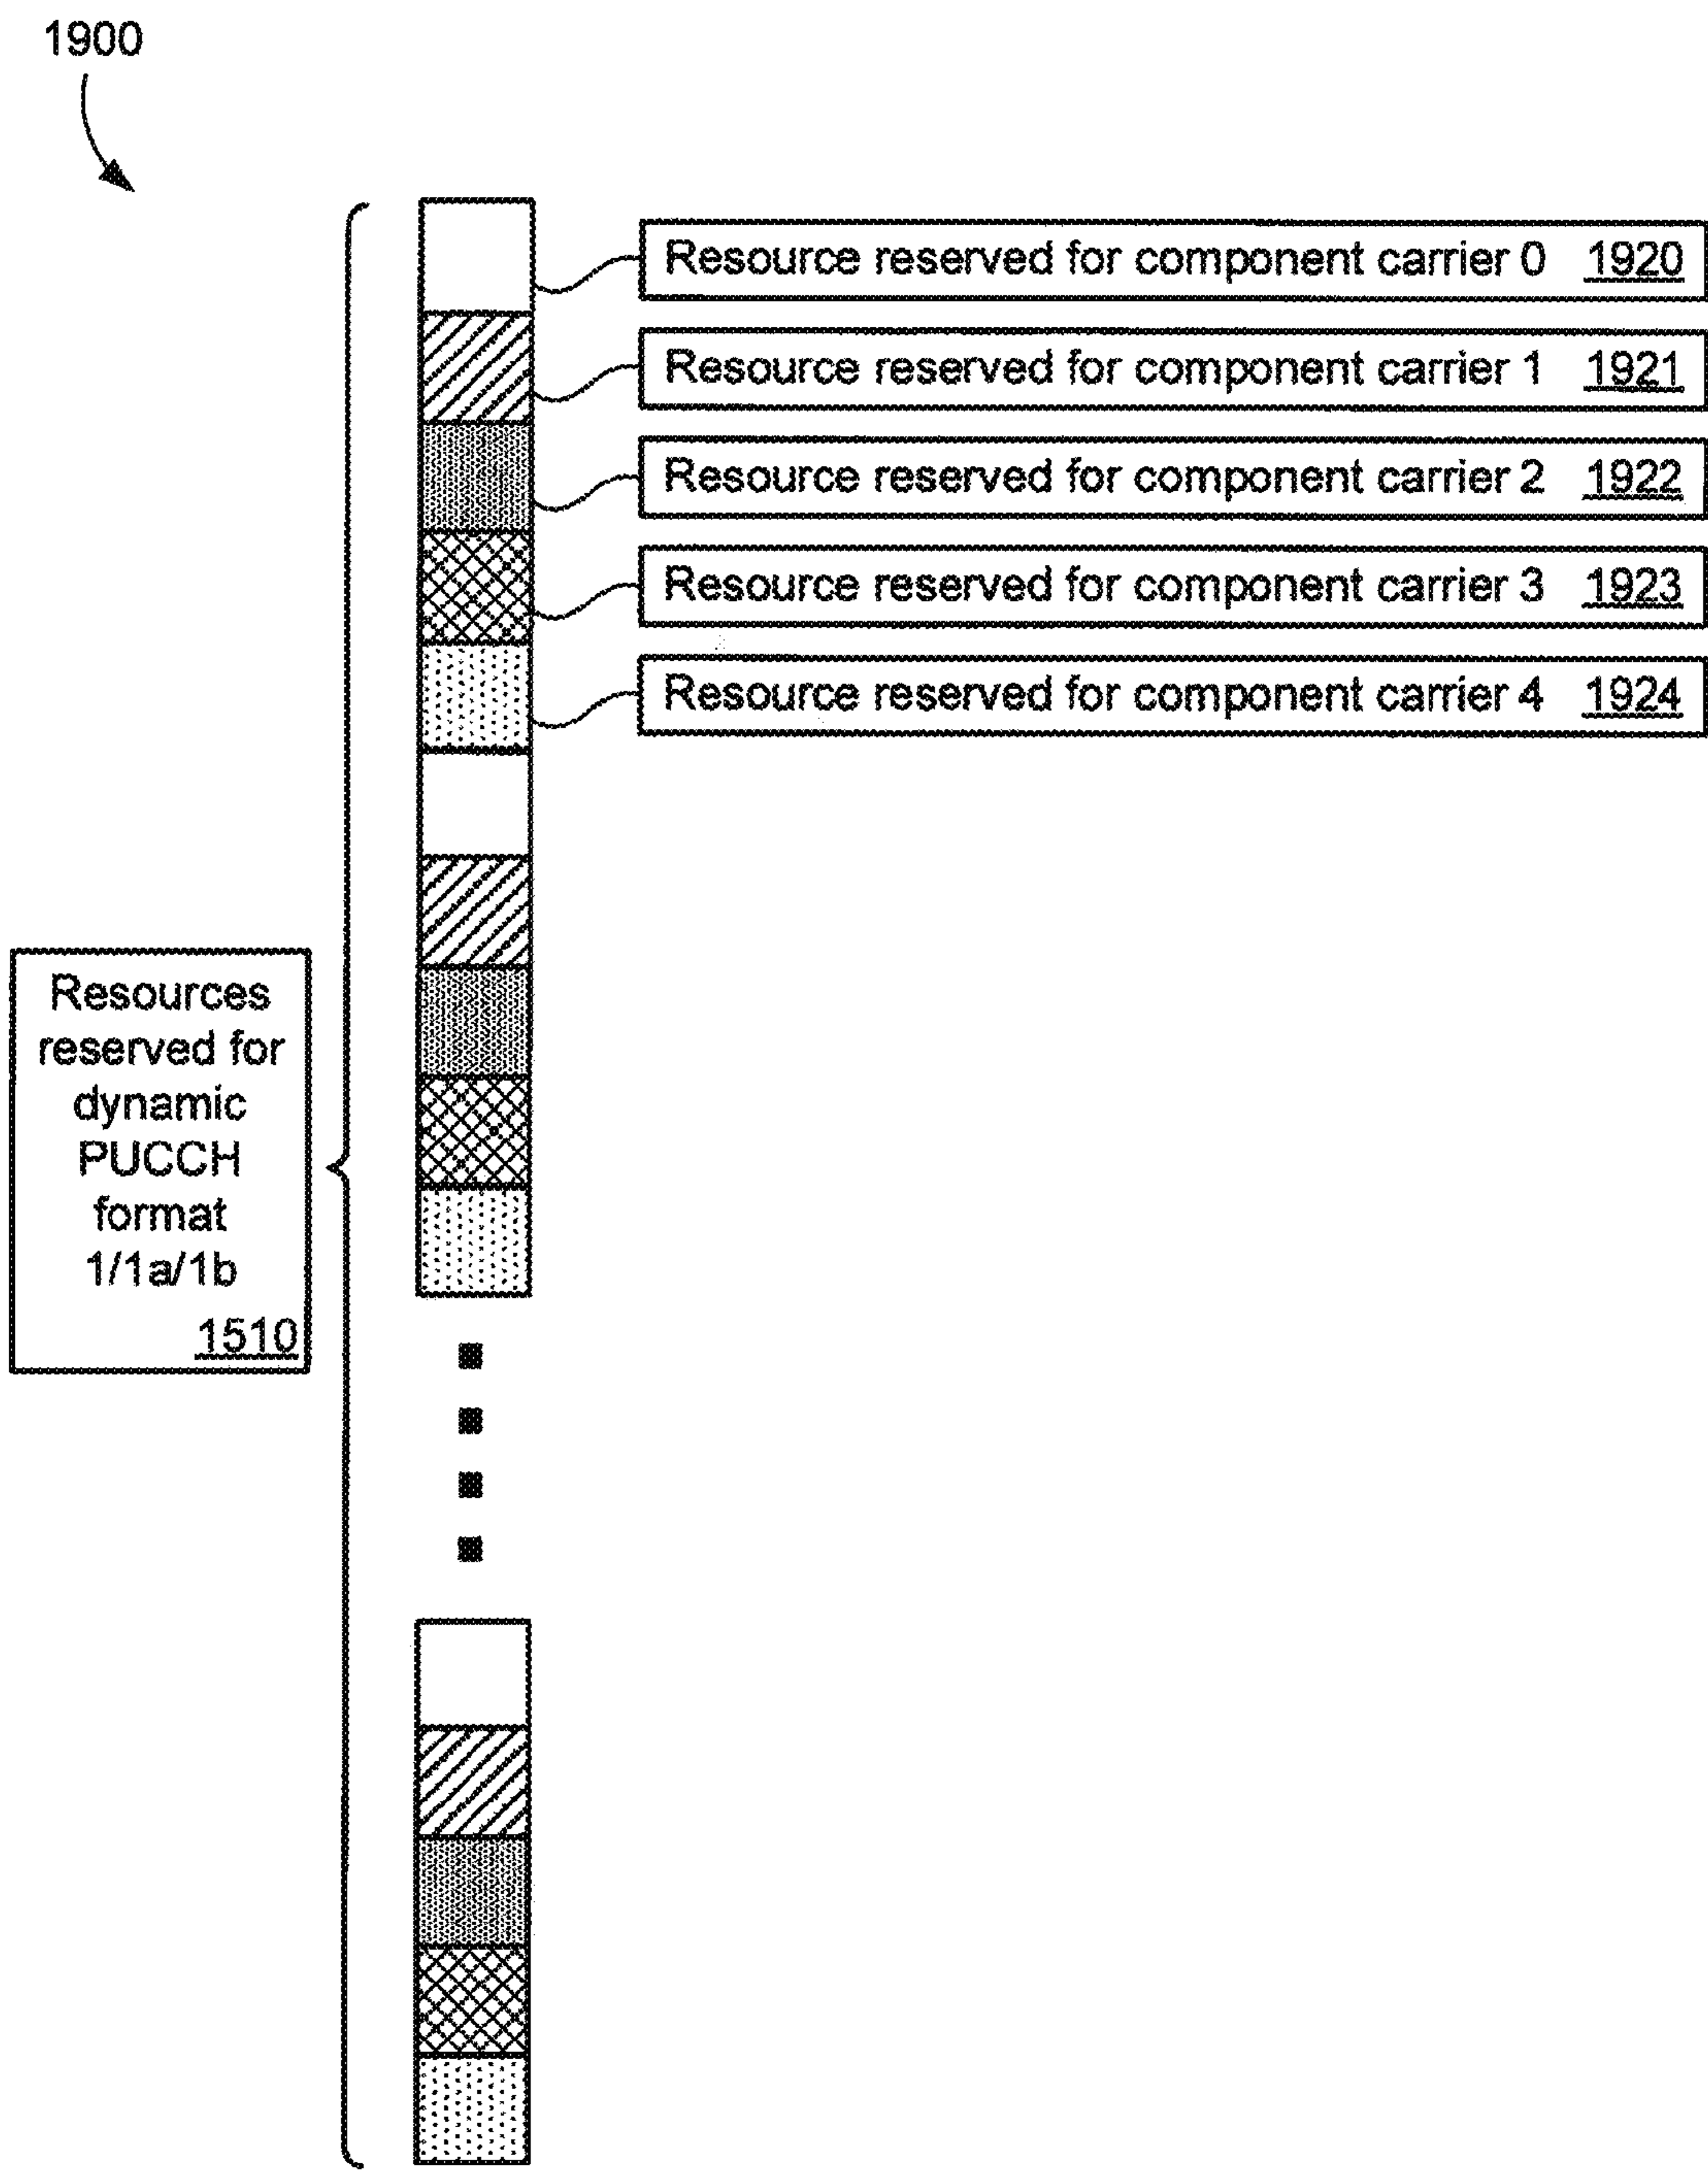 1900
Resource reserved for component carrier 0 1920
Resource reserved for component carrier 1 1921
Resource reserved for component carrier 2 1922
Resource reserved for component carrier 3 1923
Resource reserved for component carrier 4 1924
Resources
reserved for
dynamic
PUCCH
format
1/1a/1b
1510